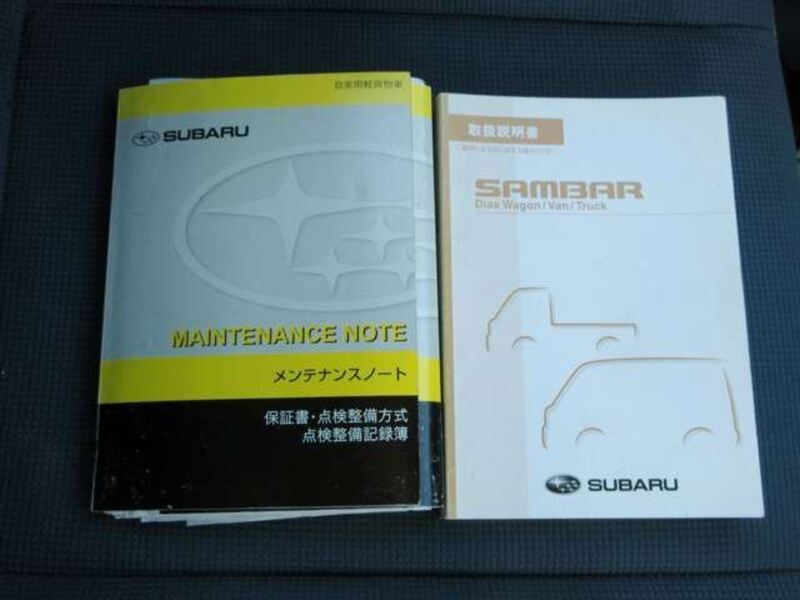 自家用軽貨物車
SUBARU
MAINTENANCE NOTE
メンテナンスノート
保証書・点検整備方式
点検整備記録簿
取扱説明書
SAMBAR
Dias Wagon/Van/Truck
SUBARU